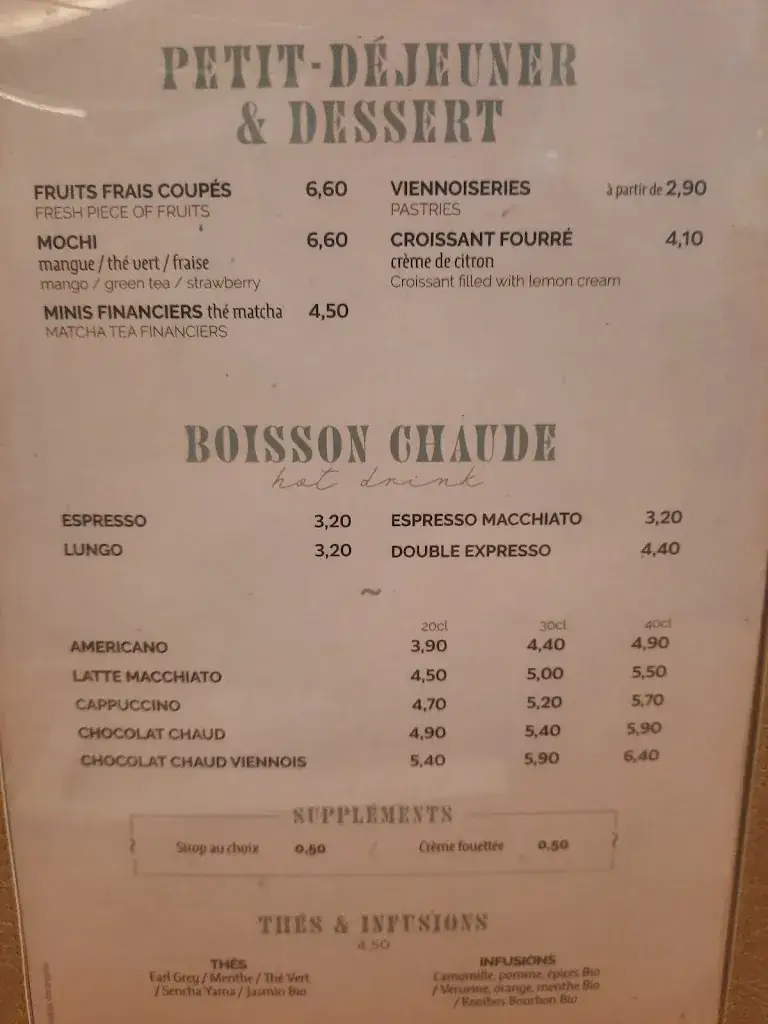 PETIT-DÉJEUNER
& DESSERT
FRUITS FRAIS COUPÉS 6,60
FRESH PIECE OF FRUITS
MOCHI 6,60
mangue / thé vert / fraise
mango / green tea / strawberry
MINIS FINANCIERS thé matcha 4,50
MATCHA TEA FINANCIERS
VIENNOISERIES à partir de 2,90
PASTRIES
CROISSANT FOURRÉ 4,10
crème de citron
Croissant filled with lemon cream
BOISSON CHAUDE
hot drink
ESPRESSO 3,20
LUNGO 3,20
ESPRESSO MACCHIATO 3,20
DOUBLE EXPRESSO 4,40
~
20cl 30cl 40cl
AMERICANO 3,90 4,40 4,90
LATTE MACCHIATO 4,50 5,00 5,50
CAPPUCCINO 4,70 5,20 5,70
CHOCOLAT CHAUD 4,90 5,40 5,90
CHOCOLAT CHAUD VIENNOIS 5,40 5,90 6,40
SUPPLÉMENTS
Sirop au choix 0,50 / Crème fouettée 0,50
THÉS & INFUSIONS
4,50
THÉS
Earl Grey / Menthe / Thé Vert
/ Sencha Yama / Jasmin Bio
INFUSIONS
Camomille, pomme, épices Bio
/ Verveine, orange, menthe Bio
/ Rooibos Bourbon Bio